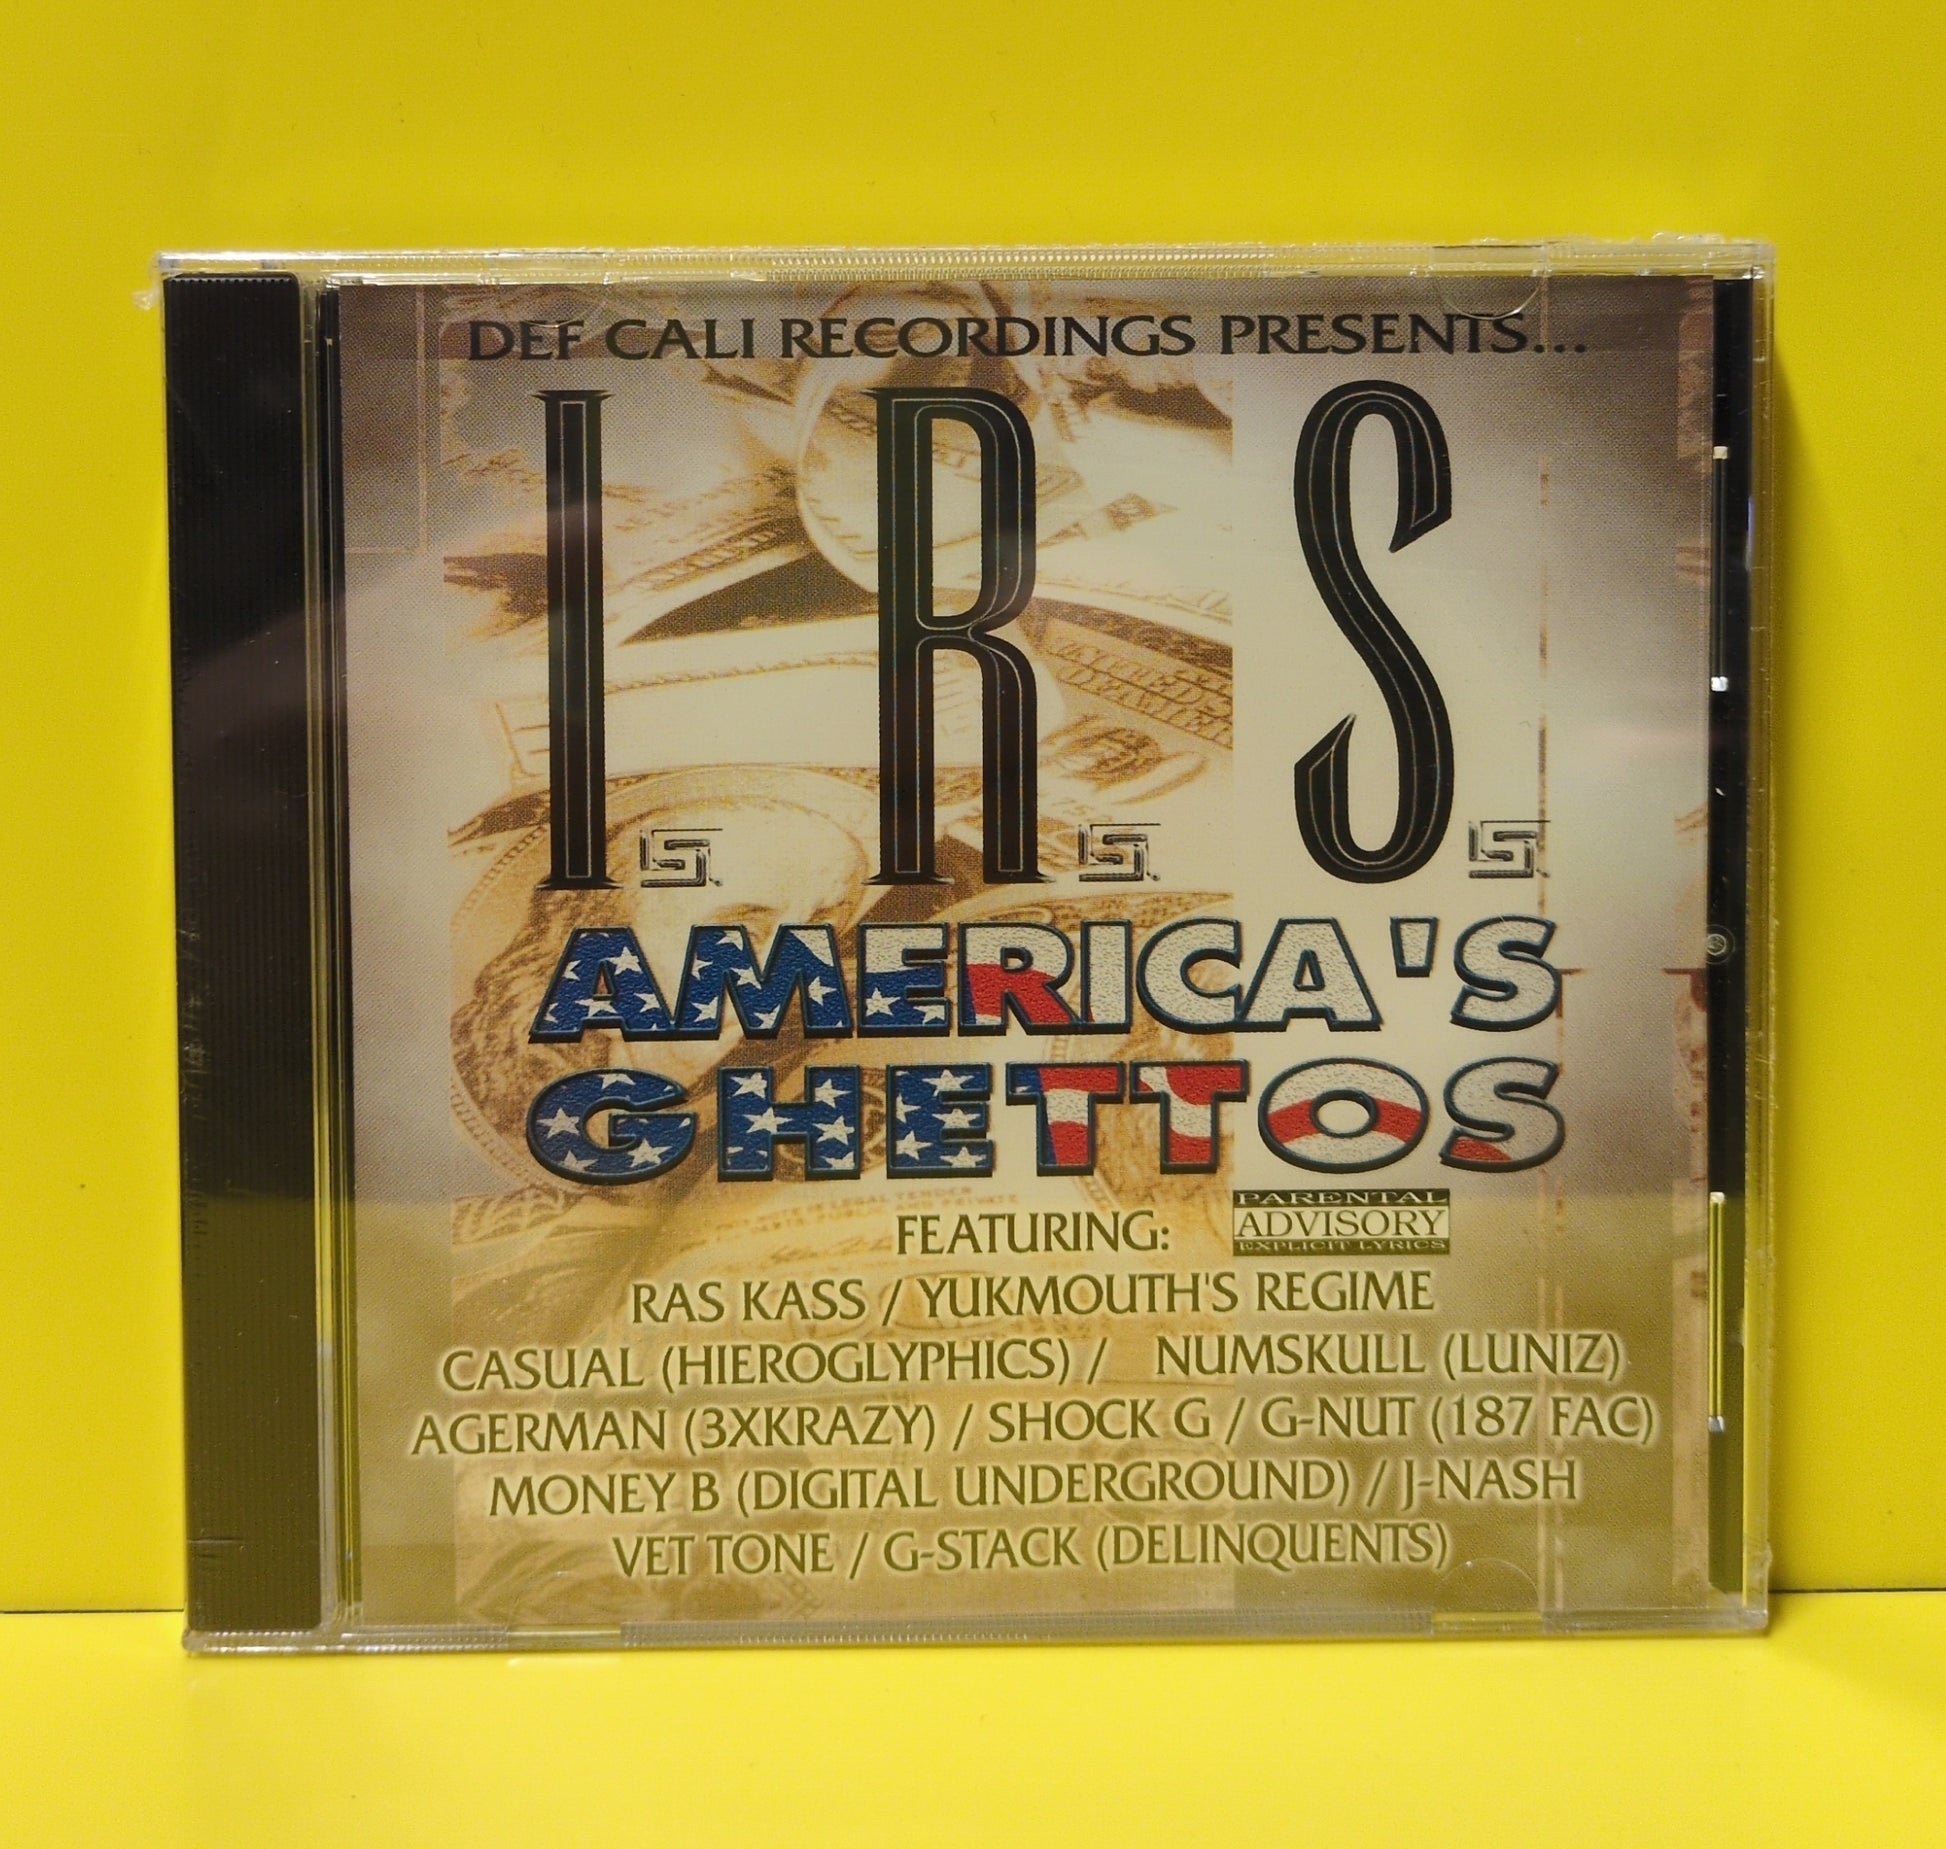 DEF CALI RECORDINGS PRESENTS...
I. R. S.
AMERICA'S
GHETTOS
FEATURING:
PARENTAL
ADVISORY
EXPLICIT LYRICS
RAS KASS / YUKMOUTH'S REGIME
CASUAL (HIEROGLYPHICS) / NUMSKULL (LUNIZ)
AGERMAN (3XKRAZY) / SHOCK G / G-NUT (187 FAC)
MONEY B (DIGITAL UNDERGROUND) / J-NASH
VET TONE / G-STACK (DELINQUENTS)